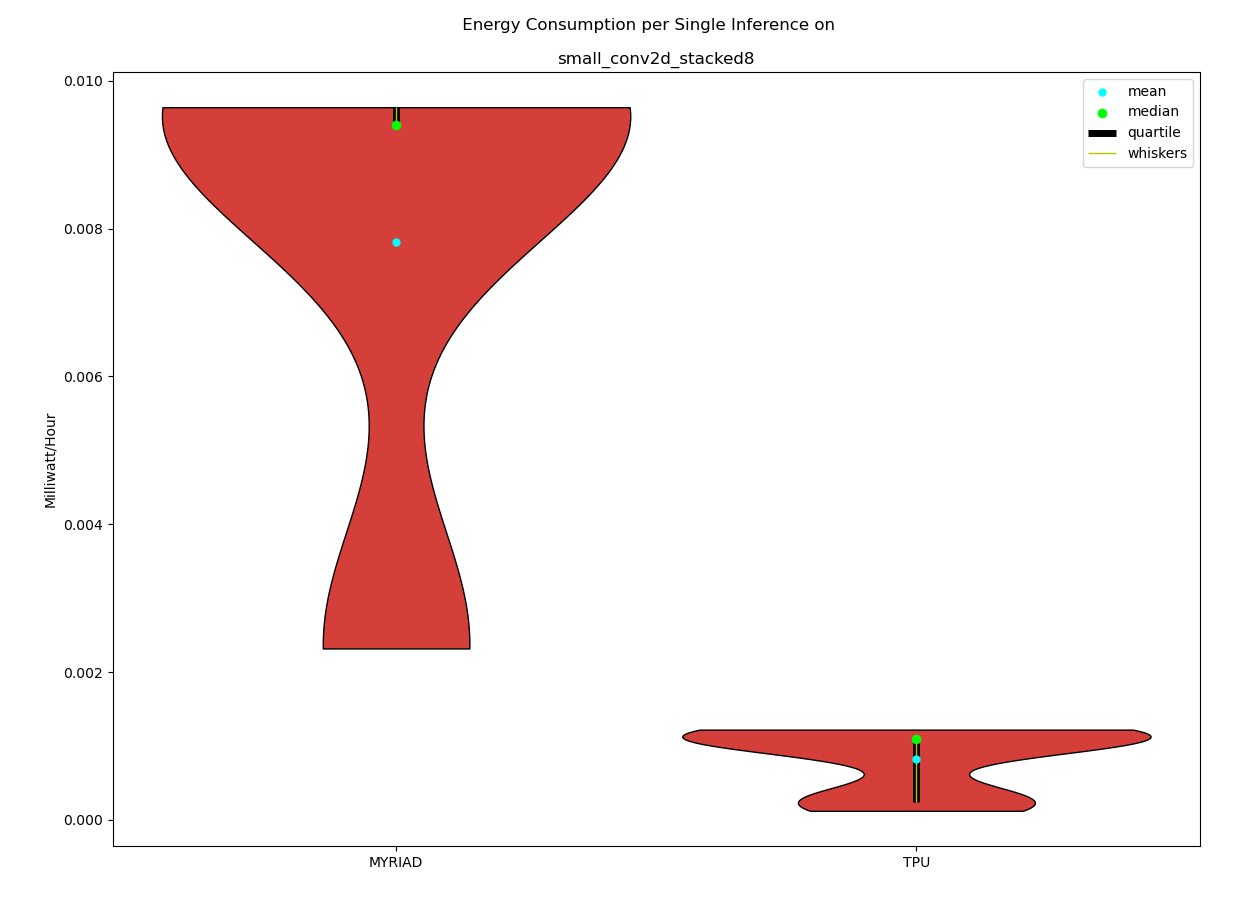 Energy Consumption per Single Inference on
small_conv2d_stacked8
0.010
0.008
0.006
0.004
0.002
0.000
Milliwatt/Hour
mean
median
quartile
whiskers
MYRIAD
TPU